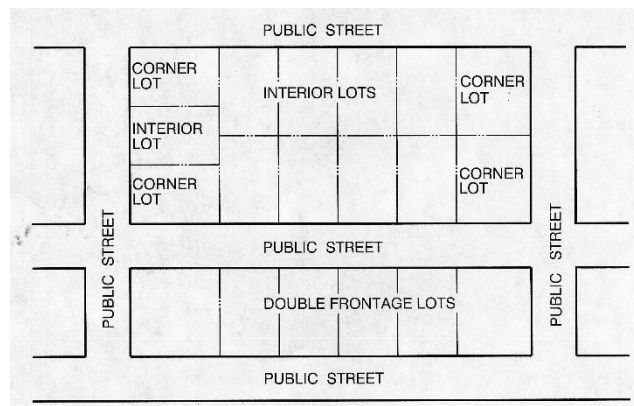 PUBLIC STREET
CORNER
LOT
INTERIOR LOTS
CORNER
LOT
INTERIOR
LOT
CORNER
LOT
CORNER
LOT
PUBLIC STREET
PUBLIC STREET
PUBLIC STREET
DOUBLE FRONTAGE LOTS
PUBLIC STREET